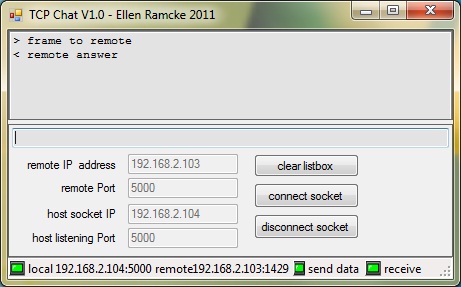 TCP Chat V1.0 - Ellen Ramcke 2011
> frame to remote
< remote answer
remote IP address 192.168.2.103 clear listbox
remote Port 5000 connect socket
host socket IP 192.168.2.104
host listening Port 5000 disconnect socket
local 192.168.2.104:5000 remote192.168.2.103:1429 send data receive